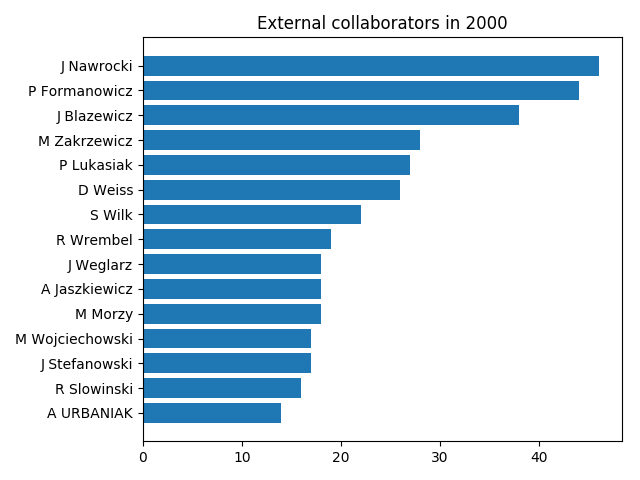 External collaborators in 2000
J Nawrocki
P Formanowicz
J Blazewicz
M Zakrzewicz
P Lukasiak
D Weiss
S Wilk
R Wrembel
J Weglarz
A Jaszkiewicz
M Morzy
M Wojciechowski
J Stefanowski
R Slowinski
A URBANIAK
0 10 20 30 40